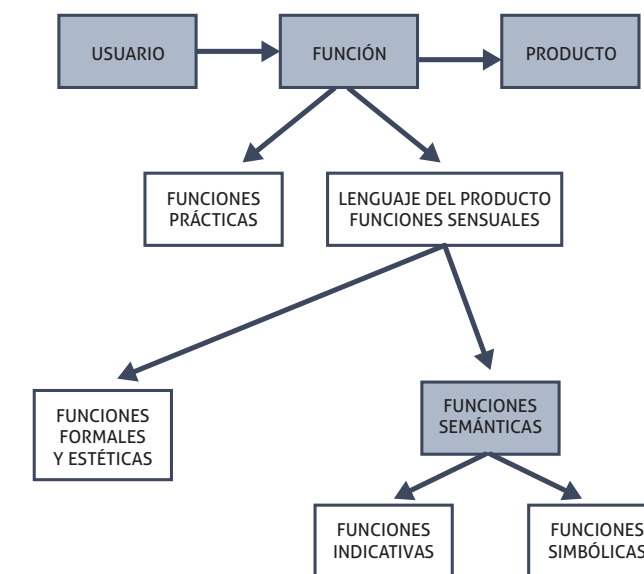 USUARIO
FUNCIÓN
PRODUCTO
FUNCIONES
PRÁCTICAS
LENGUAJE DEL PRODUCTO
FUNCIONES SENSUALES
FUNCIONES
FORMALES
Y ESTÉTICAS
FUNCIONES
SEMÁNTICAS
FUNCIONES
INDICATIVAS
FUNCIONES
SIMBÓLICAS